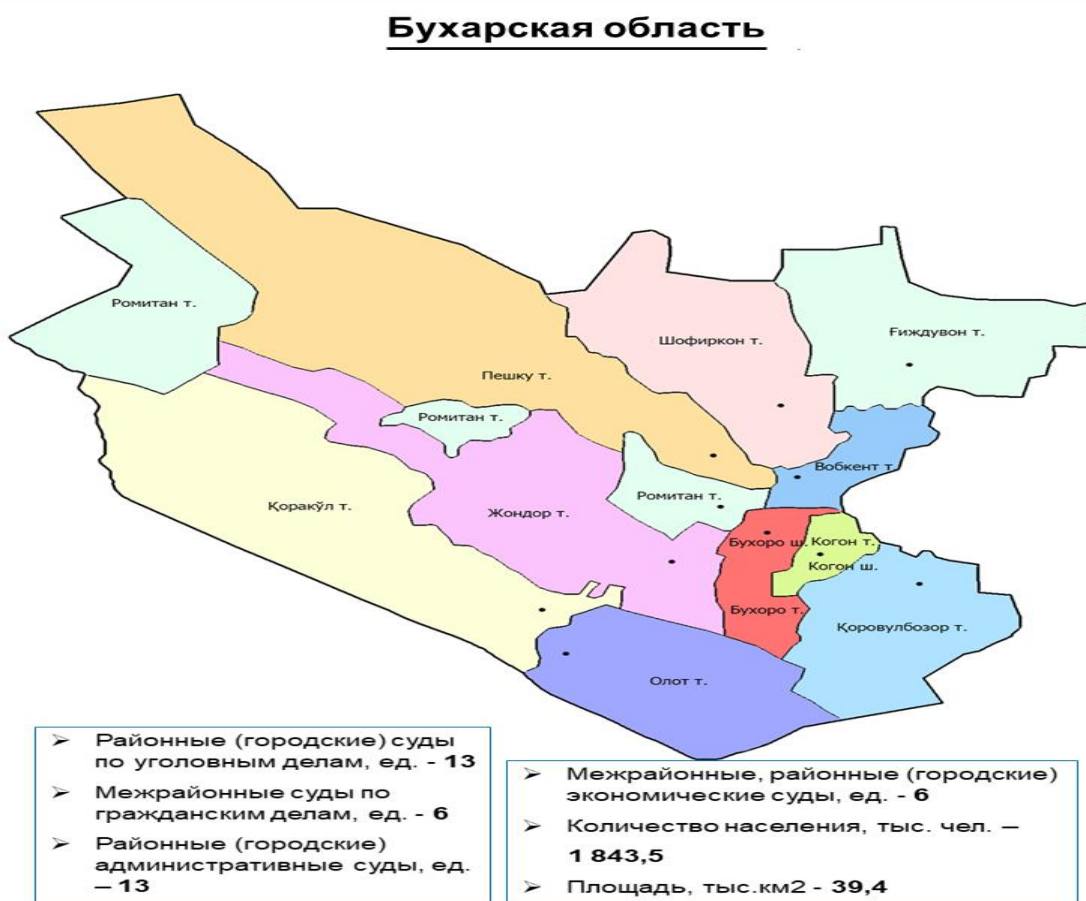 Бухарская область
Ромитан т.
Шофиркон т.
Ғиждувон т.
Пешку т.
Ромитан т.
Вобкент т.
Ромитан т.
Қоракўл т.
Жондор т.
Бухоро ш.
Когон т.
Когон ш.
Бухоро т.
Қоровулбозор т.
Олот т.
➢ Районные (городские) суды
по уголовным делам, ед. - 13
➢ Межрайонные суды по
гражданским делам, ед. - 6
➢ Районные (городские)
административные суды, ед.
– 13
➢ Межрайонные, районные (городские)
экономические суды, ед. - 6
➢ Количество населения, тыс. чел. –
1 843,5
➢ Площадь, тыс.км2 - 39,4